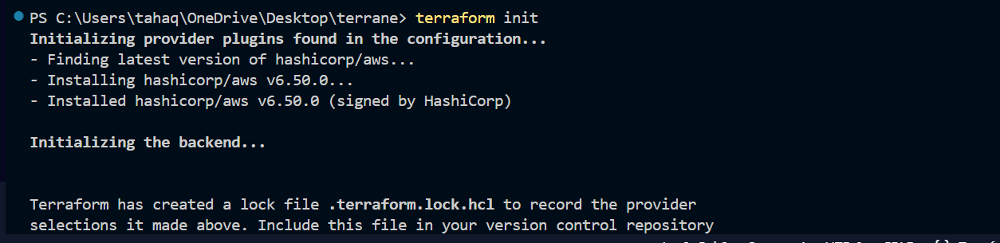 PS C:\Users\tahaq\OneDrive\Desktop\terrane> terraform init
Initializing provider plugins found in the configuration...
- Finding latest version of hashicorp/aws...
- Installing hashicorp/aws v6.50.0...
- Installed hashicorp/aws v6.50.0 (signed by HashiCorp)
Initializing the backend...
Terraform has created a lock file .terraform.lock.hcl to record the provider
selections it made above. Include this file in your version control repository